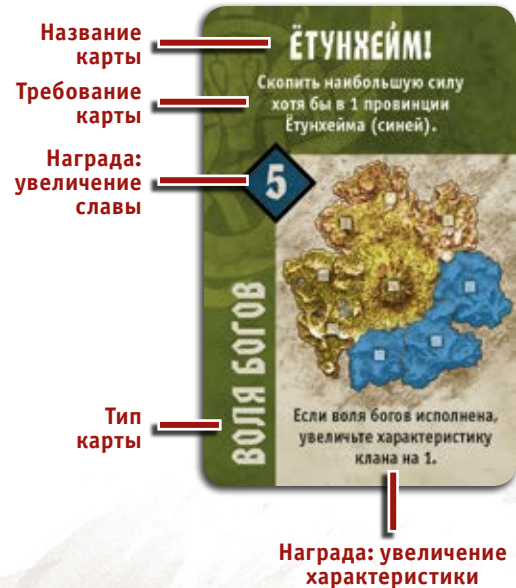 Название
карты
Требование
карты
Награда:
увеличение
славы
Тип
карты
ЁТУНХЕЙМ!
Скопить наибольшую силу
хотя бы в 1 провинции
Ётунхейма (синей).
5
ВОЛЯ БОГОВ
Если воля богов исполнена,
увеличьте характеристику
клана на 1.
Награда: увеличение
характеристики